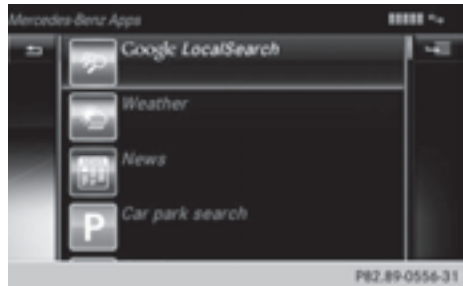 Mercedes-Benz Apps
Google LocalSearch
Weather
News
Car park search
P
P82.89-0556-31